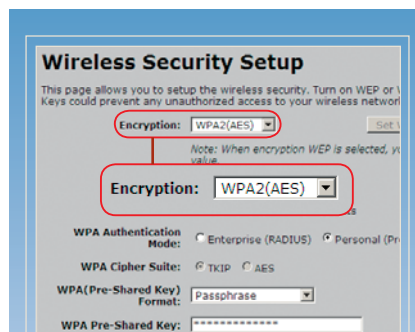 Wireless Security Setup
This page allows you to setup the wireless security. Turn on WEP or
Keys could prevent any unauthorized access to your wireless
Encryption: WPA2(AES) Set
Note: When encryption WEP is selected,
value.
Encryption: WPA2(AES)
WPA Authentication Mode: Enterprise (RADIUS) Personal
WPA Cipher Suite: TKIP AES
WPA(Pre-Shared Key) Format: Passphrase
WPA Pre-Shared Key: *************